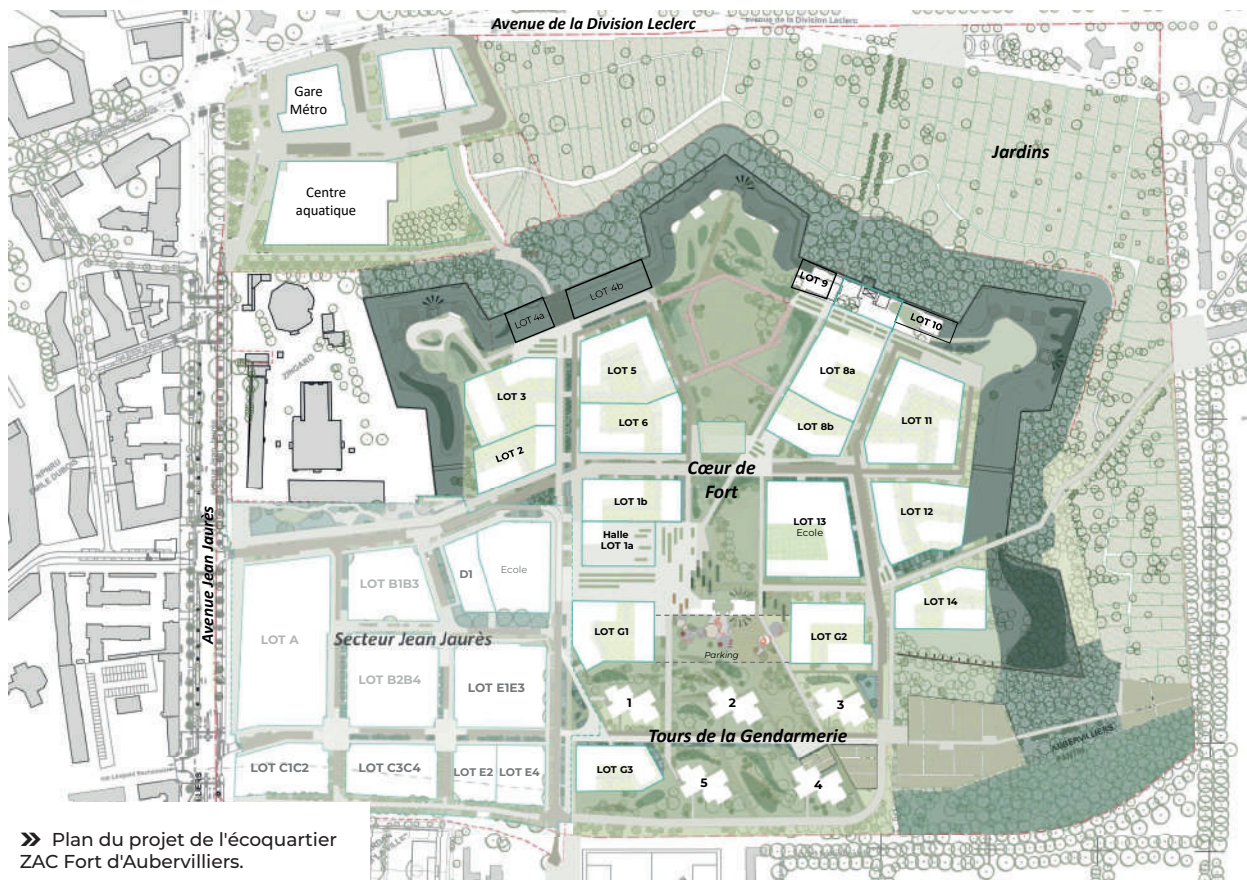 Avenue de la Division Leclerc
avenue de la Division Leclerc
Gare
Métro
Jardins
Centre
aquatique
LOT 9
LOT 4b
LOT 4a
LOT 10
ZINGARO
LOT 5
LOT 8a
LOT 3
LOT 6
LOT 8b
LOT 11
LOT 2
Cœur de
Fort
LOT 1b
LOT 13
Ecole
LOT 12
Halle
LOT 1a
Avenue Jean Jaurès
LOT B1B3
D1
Ecole
LOT 14
LOT A
Secteur Jean Jaurès
LOT G1
LOT G2
Parking
LOT B2B4
LOT E1E3
1
2
3
Tours de la Gendarmerie
AUBERVILLIERS
PANTIN
LOT C1C2
LOT C3C4
LOT E2
LOT E4
LOT G3
5
4
» Plan du projet de l'écoquartier
ZAC Fort d'Aubervilliers.